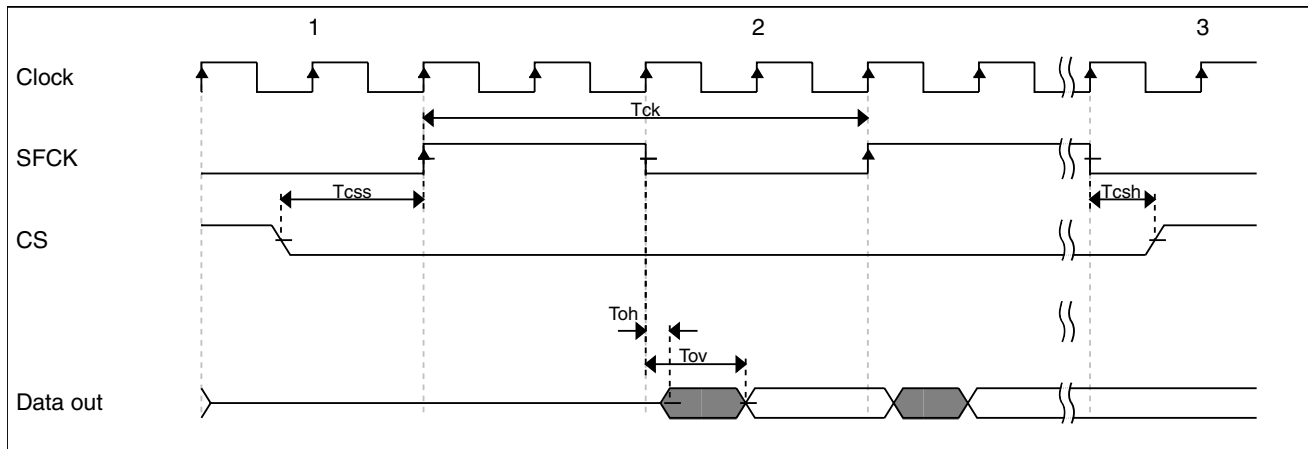 1 2 3
Clock
Tck
SFCK
Tcss Tcsh
CS
Toh
Tov
Data out